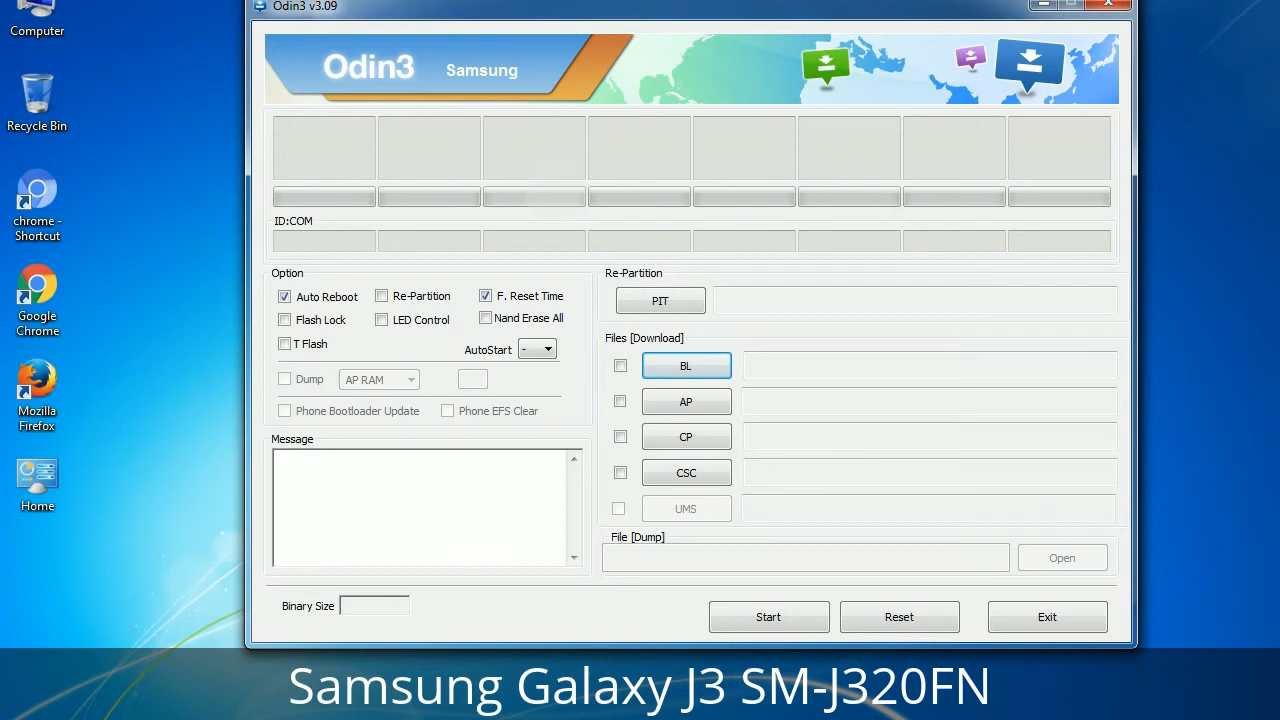 Computer
Recycle Bin
chrome -
Shortcut
Google
Chrome
Mozilla
Firefox
Home
Odin3 v3.09
Odin3 Samsung
ID:COM
Option
Auto Reboot Re-Partition F. Reset Time
Flash Lock LED Control Nand Erase All
T Flash
AutoStart -
Dump AP RAM
Phone Bootloader Update Phone EFS Clear
Message
Re-Partition
PIT
Files [Download]
BL
AP
CP
CSC
UMS
File [Dump]
Open
Binary Size
Start Reset Exit
Samsung Galaxy J3 SM-J320FN